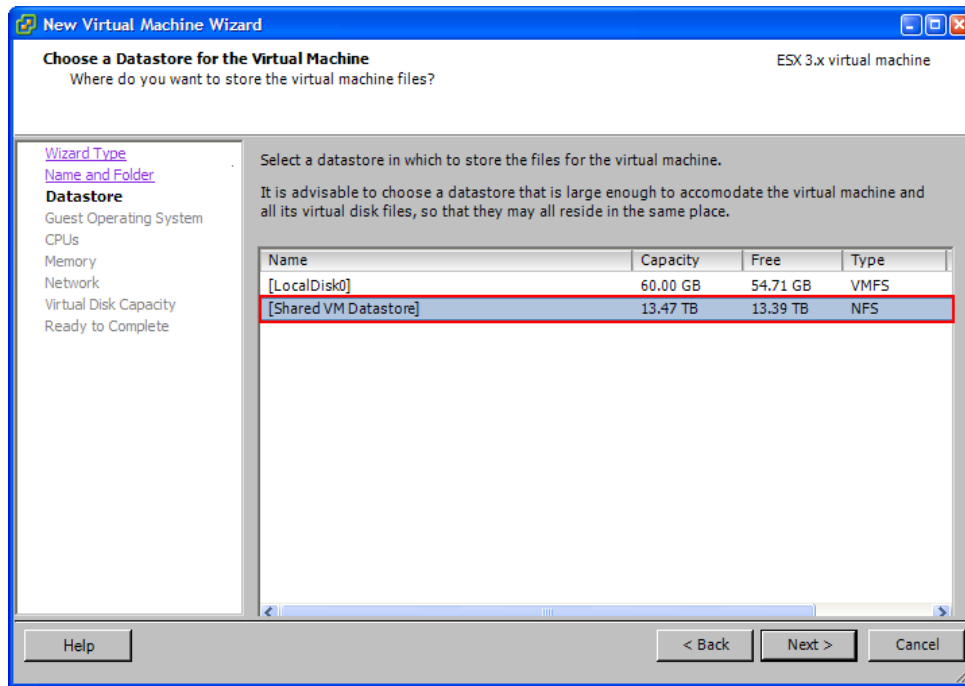 New Virtual Machine Wizard
Choose a Datastore for the Virtual Machine
Where do you want to store the virtual machine files?
ESX 3.x virtual machine
Wizard Type
Name and Folder
Datastore
Guest Operating System
CPUs
Memory
Network
Virtual Disk Capacity
Ready to Complete
Select a datastore in which to store the files for the virtual machine.
It is advisable to choose a datastore that is large enough to accomodate the virtual machine and
all its virtual disk files, so that they may all reside in the same place.
Name Capacity Free Type
[LocalDisk0] 60.00 GB 54.71 GB VMFS
[Shared VM Datastore] 13.47 TB 13.39 TB NFS
Help < Back Next > Cancel